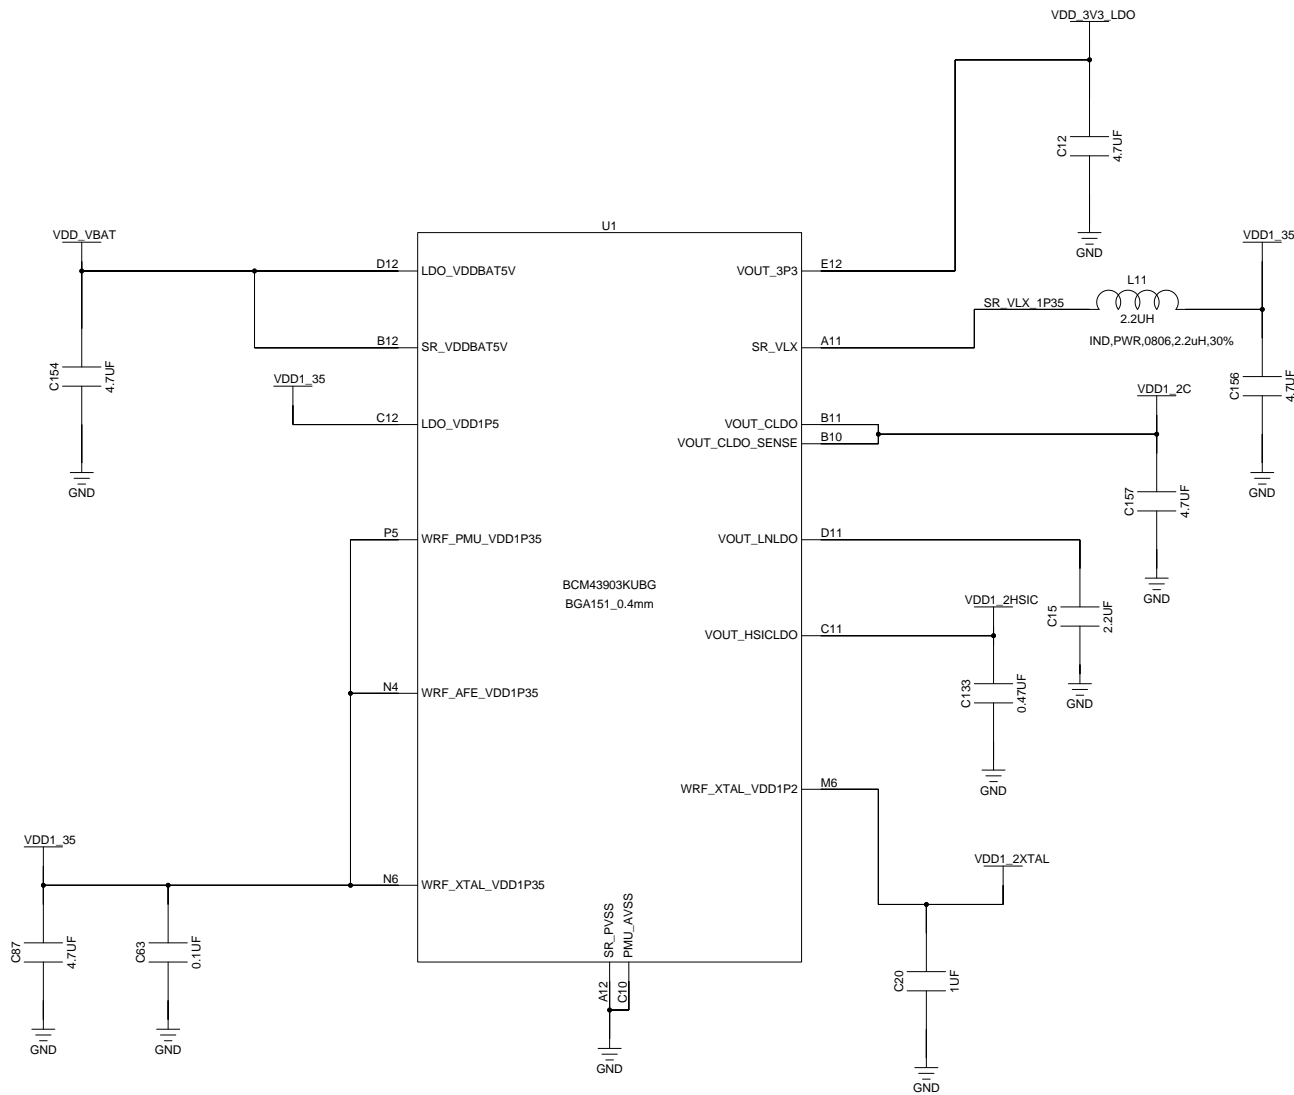 VDD_3V3_LDO
C12
4.7UF
GND
U1
VDD_VBAT
C154
4.7UF
GND
D12
LDO_VDDBAT5V
B12
SR_VDDBAT5V
VDD1_35
C12
LDO_VDD1P5
P5
WRF_PMU_VDD1P35
N4
WRF_AFE_VDD1P35
VDD1_35
N6
WRF_XTAL_VDD1P35
C87
4.7UF
GND
C63
0.1UF
GND
BCM43903KUBG
BGA151_0.4mm
SR_PVSS
PMU_AVSS
A12
C10
GND
VOUT_3P3
E12
SR_VLX
A11
SR_VLX_1P35
L11
2.2UH
IND,PWR,0806,2.2uH,30%
VDD1_35
C156
4.7UF
GND
VOUT_CLDO
B11
VOUT_CLDO_SENSE
B10
VDD1_2C
C157
4.7UF
GND
VOUT_LNLDO
D11
C15
2.2UF
GND
VOUT_HSICLDO
C11
VDD1_2HSIC
C133
0.47UF
GND
WRF_XTAL_VDD1P2
M6
VDD1_2XTAL
C20
1UF
GND